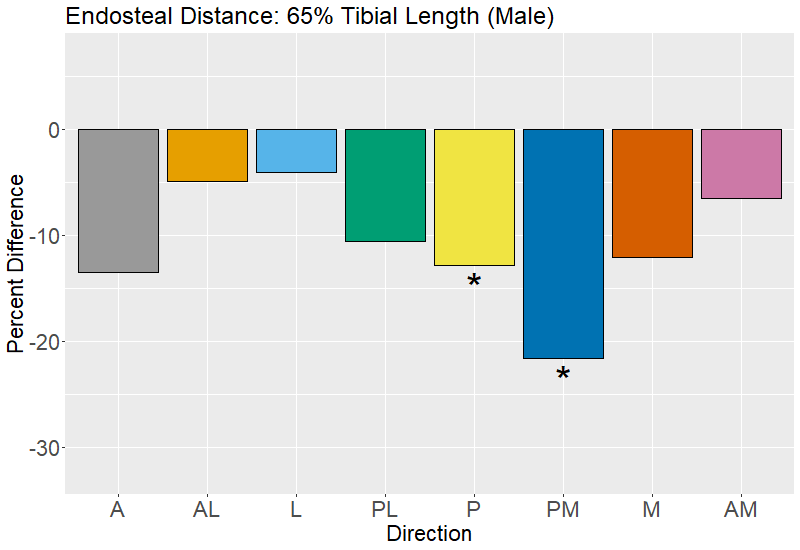 Endosteal Distance: 65% Tibial Length (Male)
Percent Difference
0
-10
-20
-30
*
*
A AL L PL P PM M AM
Direction